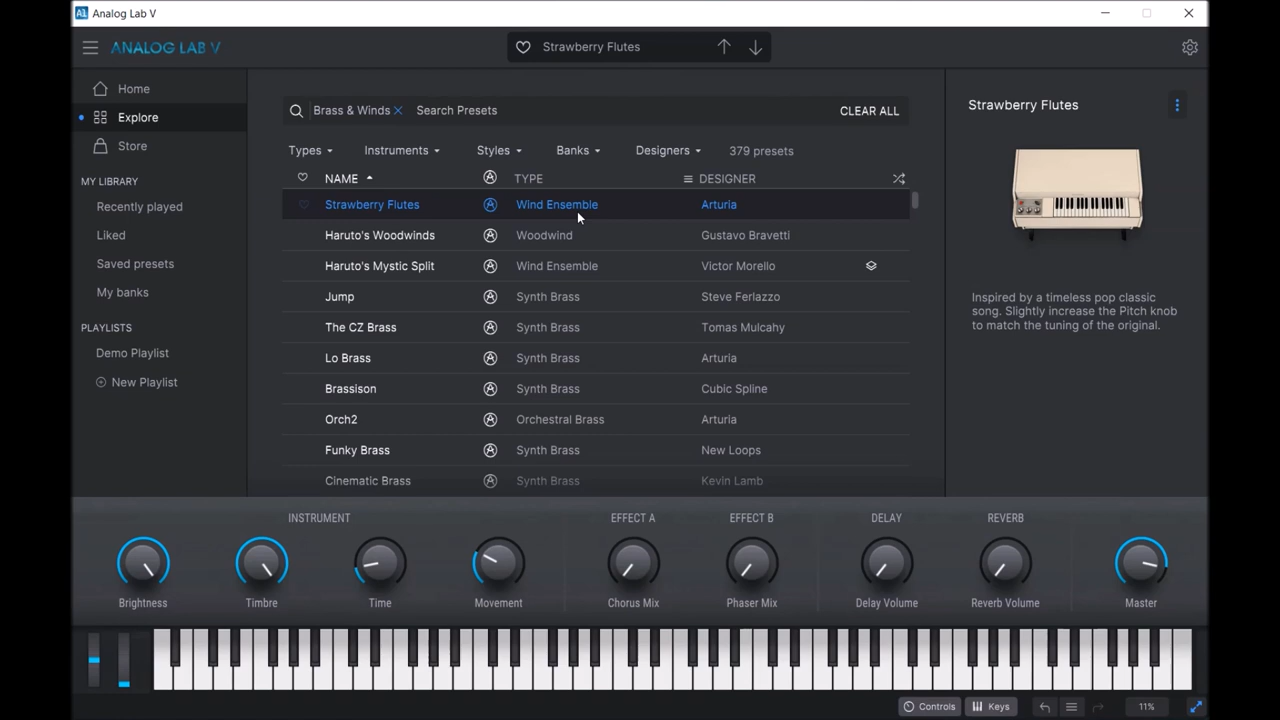 Analog Lab V
ANALOG LAB V
Strawberry Flutes
Home
Explore
Store
MY LIBRARY
Recently played
Liked
Saved presets
My banks
PLAYLISTS
Demo Playlist
New Playlist
Brass & Winds Search Presets CLEAR ALL
Types Instruments Styles Banks Designers 379 presets
NAME TYPE DESIGNER
Strawberry Flutes Wind Ensemble Arturia
Haruto's Woodwinds Woodwind Gustavo Bravetti
Haruto's Mystic Split Wind Ensemble Victor Morello
Jump Synth Brass Steve Ferlazzo
The CZ Brass Synth Brass Tomas Mulcahy
Lo Brass Synth Brass Arturia
Brassison Synth Brass Cubic Spline
Orch2 Orchestral Brass Arturia
Funky Brass Synth Brass New Loops
Cinematic Brass Synth Brass Kevin Lamb
Strawberry Flutes
Inspired by a timeless pop classic
song. Slightly increase the Pitch knob
to match the tuning of the original.
INSTRUMENT EFFECT A EFFECT B DELAY REVERB
Brightness Timbre Time Movement Chorus Mix Phaser Mix Delay Volume Reverb Volume Master
Controls Keys 11%